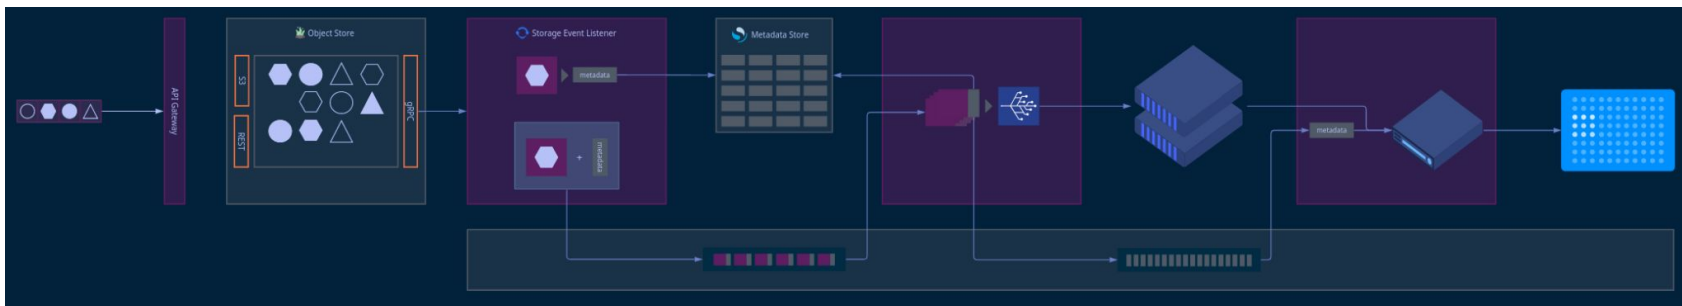 API Gateway
Object Store
S3
REST
gRPC
Storage Event Listener
metadata
+
metadata
Metadata Store
metadata